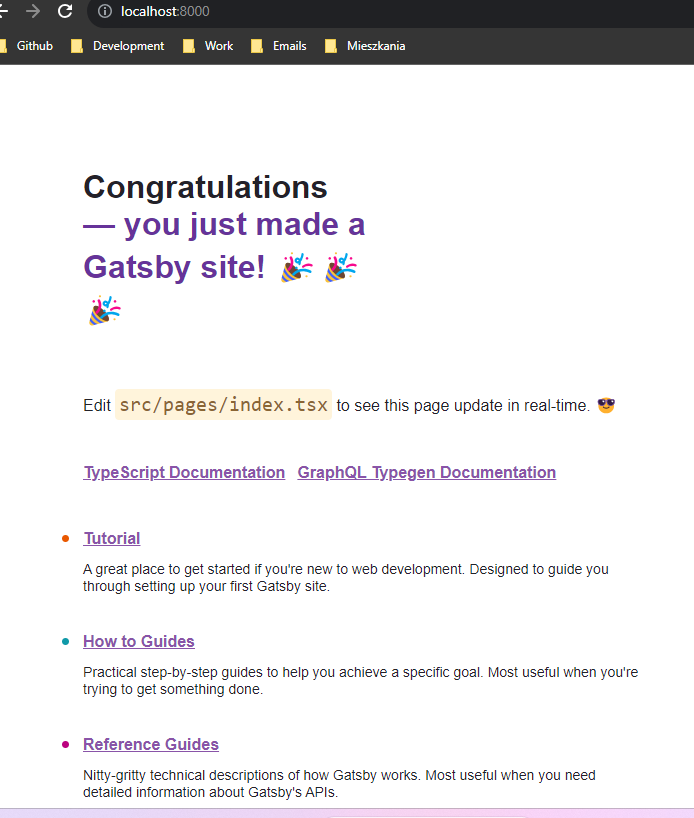 localhost:8000
Github Development Work Emails Mieszkania
Congratulations
— you just made a
Gatsby site! 🎉 🎉
🎉
Edit src/pages/index.tsx to see this page update in real-time. 😎
TypeScript Documentation GraphQL Typegen Documentation
Tutorial
A great place to get started if you're new to web development. Designed to guide you
through setting up your first Gatsby site.
How to Guides
Practical step-by-step guides to help you achieve a specific goal. Most useful when you're
trying to get something done.
Reference Guides
Nitty-gritty technical descriptions of how Gatsby works. Most useful when you need
detailed information about Gatsby's APIs.